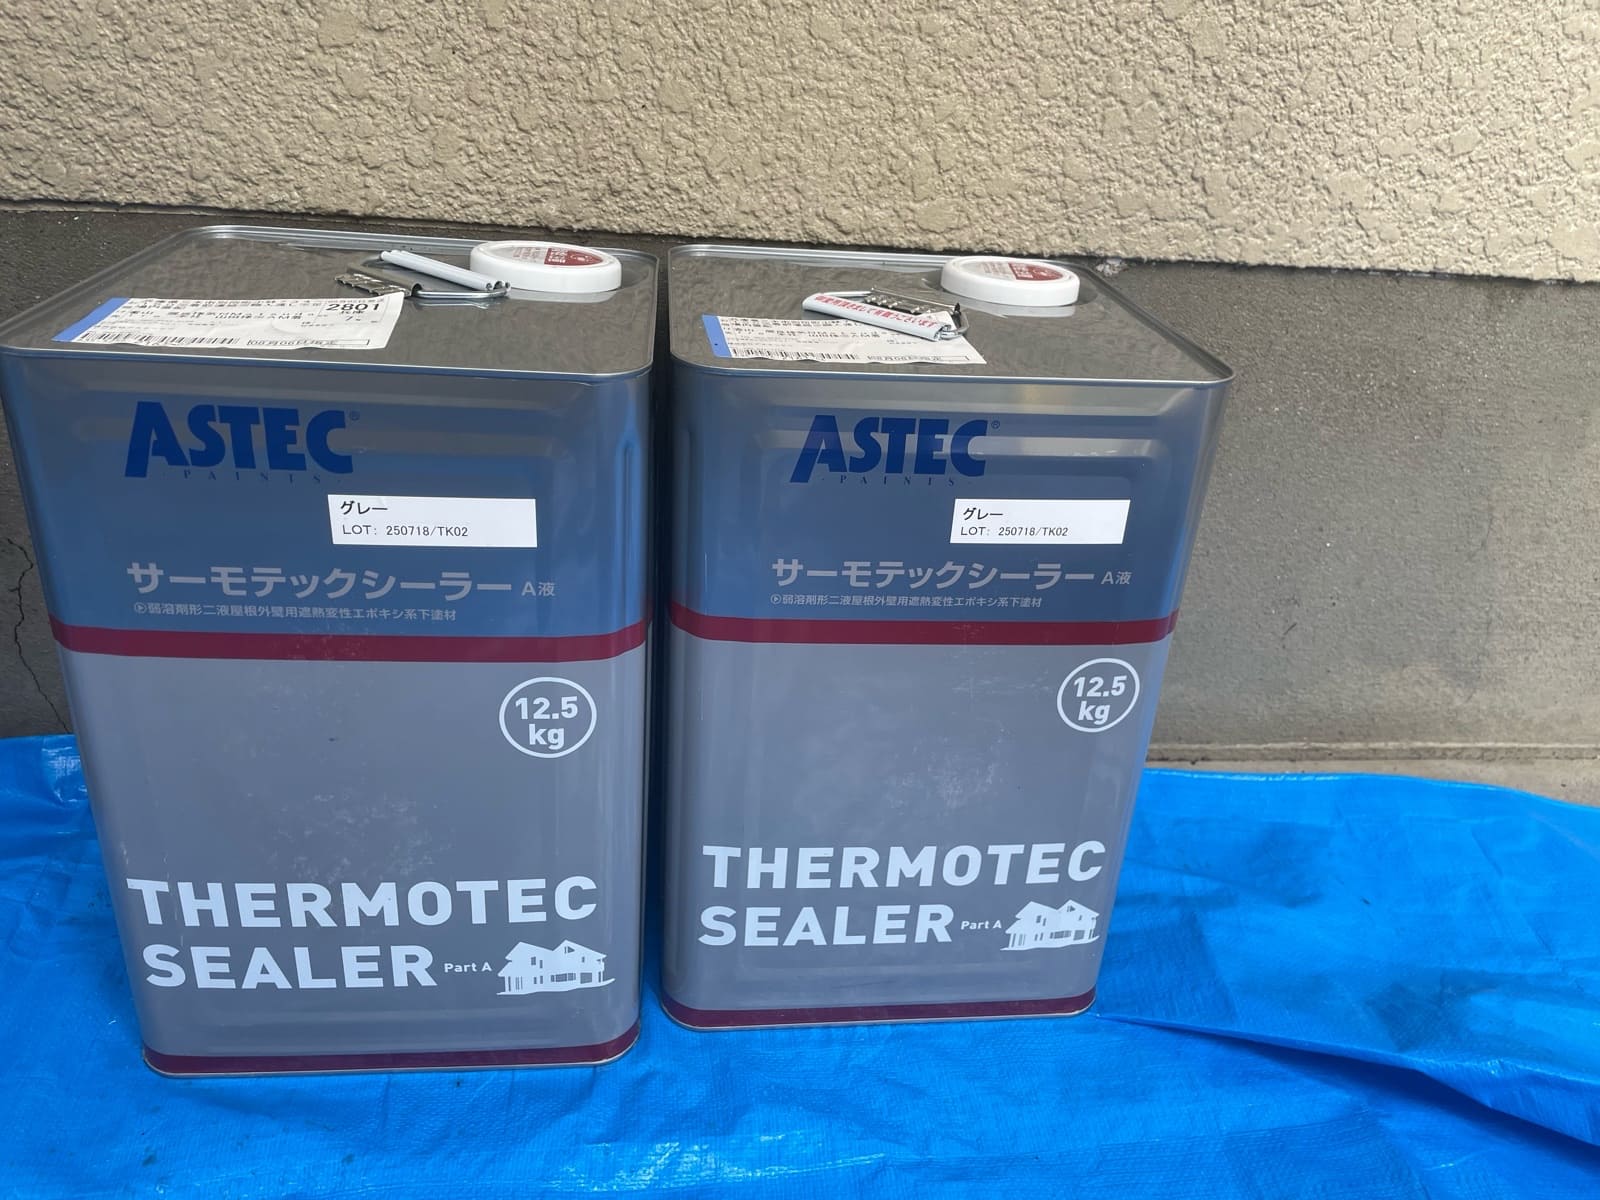 2801
兵庫
ASTEC®
PAINTS
グレー
LOT: 250718/TK02
サーモテックシーラー A液
弱溶剤形二液屋根外壁用遮熱変性エポキシ系下塗材
12.5
kg
THERMOTEC
SEALER Part A
ASTEC®
PAINTS
グレー
LOT: 250718/TK02
サーモテックシーラー A液
弱溶剤形二液屋根外壁用遮熱変性エポキシ系下塗材
12.5
kg
THERMOTEC
SEALER Part A